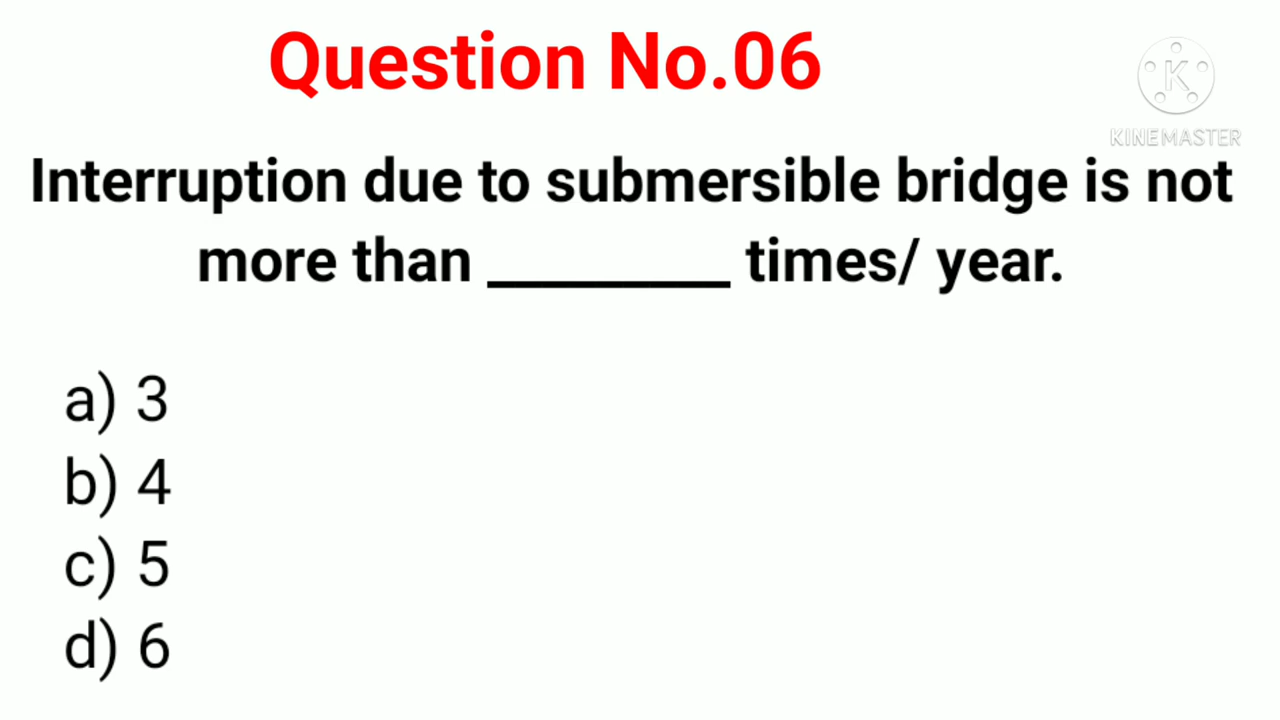 Question No.06
K
KINEMASTER
Interruption due to submersible bridge is not
more than _________ times/ year.
a) 3
b) 4
c) 5
d) 6